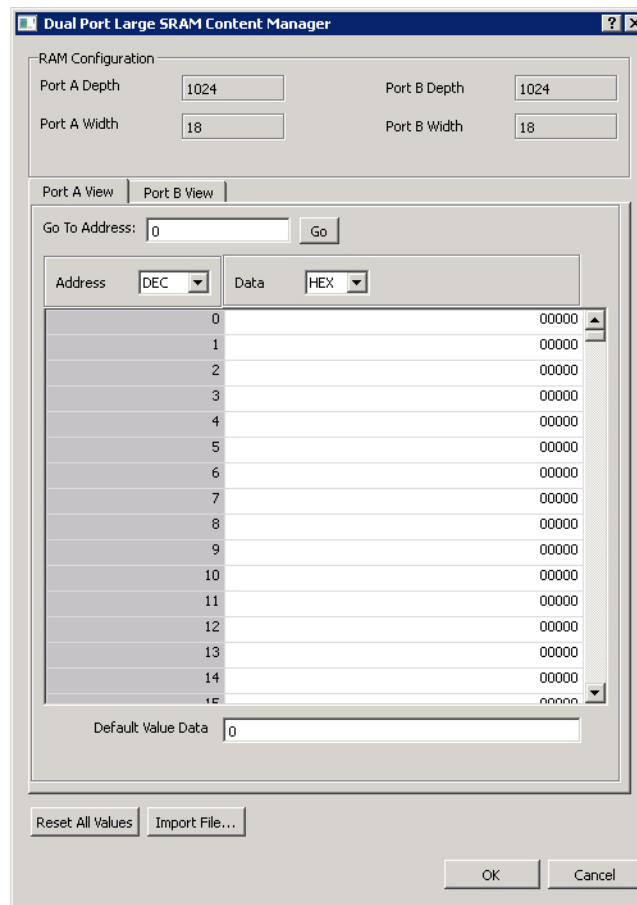 Dual Port Large SRAM Content Manager
RAM Configuration
Port A Depth 1024 Port B Depth 1024
Port A Width 18 Port B Width 18
Port A View Port B View
Go To Address: 0 Go
Address DEC Data HEX
0 00000
1 00000
2 00000
3 00000
4 00000
5 00000
6 00000
7 00000
8 00000
9 00000
10 00000
11 00000
12 00000
13 00000
14 00000
15 00000
Default Value Data 0
Reset All Values Import File...
OK Cancel